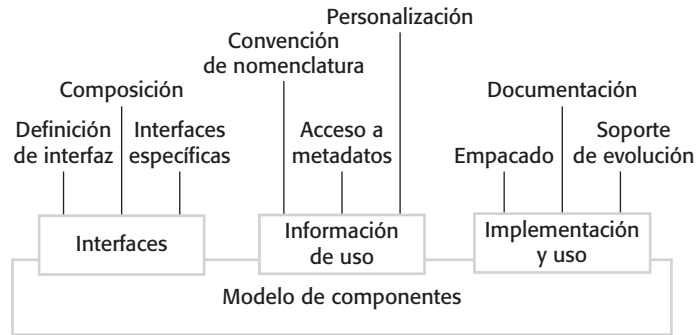 Personalización
Convención
de nomenclatura
Composición
Documentación
Definición
de interfaz
Interfaces
específicas
Acceso a
metadatos
Empacado
Soporte
de evolución
Interfaces
Información
de uso
Implementación
y uso
Modelo de componentes